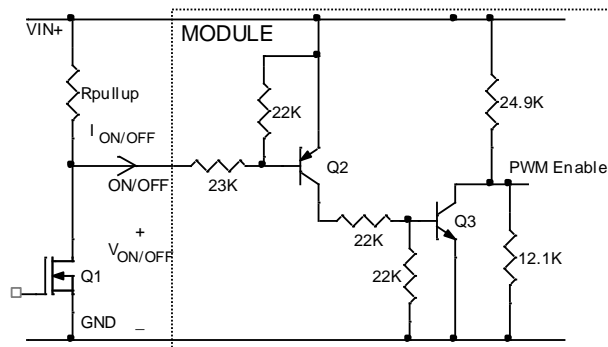 VIN+
MODULE
Rpullup
24.9K
22K
I ON/OFF
PWM Enable
ON/OFF
23K
Q2
Q3
+
V ON/OFF
22K
22K
12.1K
Q1
GND
_